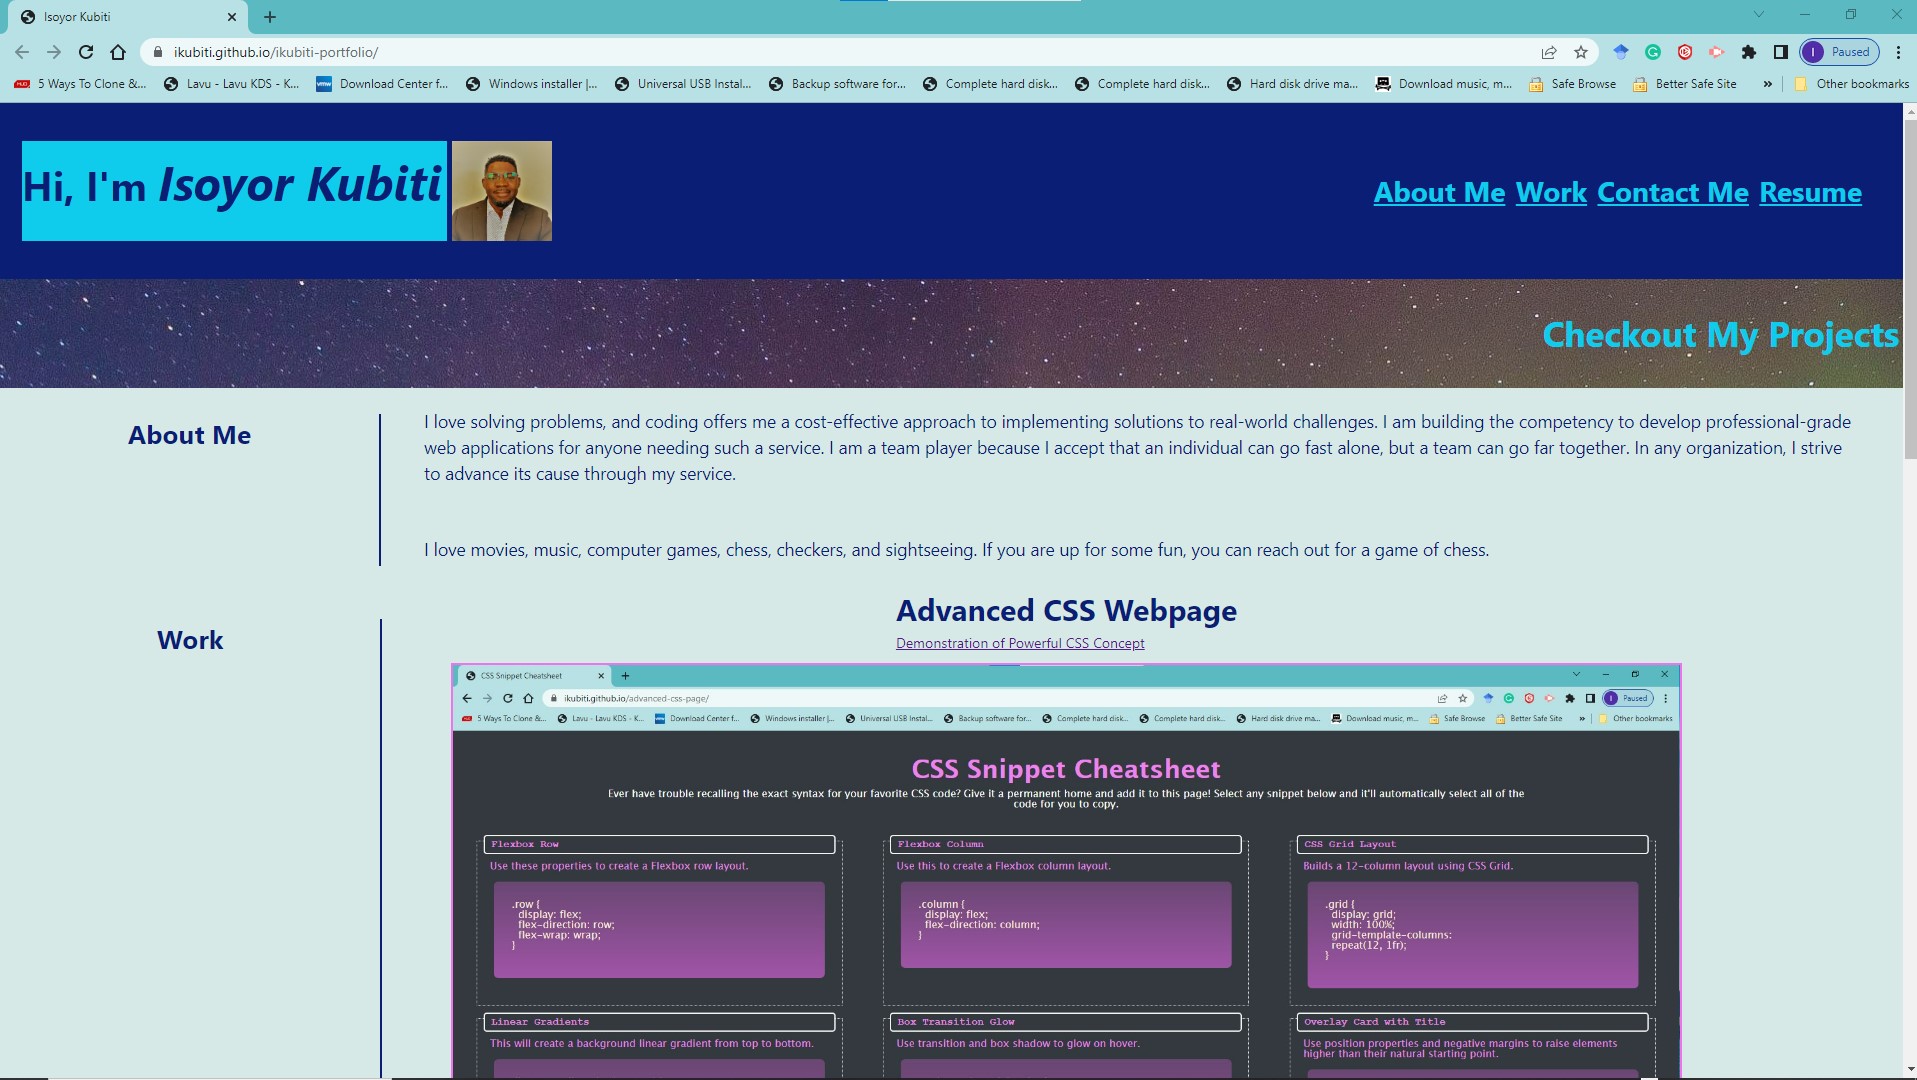 Isoyor Kubiti
ikubiti.github.io/ikubiti-portfolio/
Paused
5 Ways To Clone &...
Lavu - Lavu KDS - K...
Download Center f...
Windows installer |...
Universal USB Instal...
Backup software for...
Complete hard disk...
Complete hard disk...
Hard disk drive ma...
Download music, m...
Safe Browse
Better Safe Site
»
Other bookmarks
Hi, I'm Isoyor Kubiti
About Me Work Contact Me Resume
Checkout My Projects
About Me
I love solving problems, and coding offers me a cost-effective approach to implementing solutions to real-world challenges. I am building the competency to develop professional-grade
web applications for anyone needing such a service. I am a team player because I accept that an individual can go fast alone, but a team can go far together. In any organization, I strive
to advance its cause through my service.
I love movies, music, computer games, chess, checkers, and sightseeing. If you are up for some fun, you can reach out for a game of chess.
Work
Advanced CSS Webpage
Demonstration of Powerful CSS Concept
CSS Snippet Cheatsheet
ikubiti.github.io/advanced-css-page/
Paused
5 Ways To Clone &...
Lavu - Lavu KDS - K...
Download Center f...
Windows installer |...
Universal USB Instal...
Backup software for...
Complete hard disk...
Complete hard disk...
Hard disk drive ma...
Download music, m...
Safe Browse
Better Safe Site
»
Other bookmarks
CSS Snippet Cheatsheet
Ever have trouble recalling the exact syntax for your favorite CSS code? Give it a permanent home and add it to this page! Select any snippet below and it'll automatically select all of the
code for you to copy.
Flexbox Row
Use these properties to create a Flexbox row layout.
.row {
display: flex;
flex-direction: row;
flex-wrap: wrap;
}
Flexbox Column
Use this to create a Flexbox column layout.
.column {
display: flex;
flex-direction: column;
}
CSS Grid Layout
Builds a 12-column layout using CSS Grid.
.grid {
display: grid;
width: 100%;
grid-template-columns:
repeat(12, 1fr);
}
Linear Gradients
This will create a background linear gradient from top to bottom.
Box Transition Glow
Use transition and box shadow to glow on hover.
Overlay Card with Title
Use position properties and negative margins to raise elements
higher than their natural starting point.